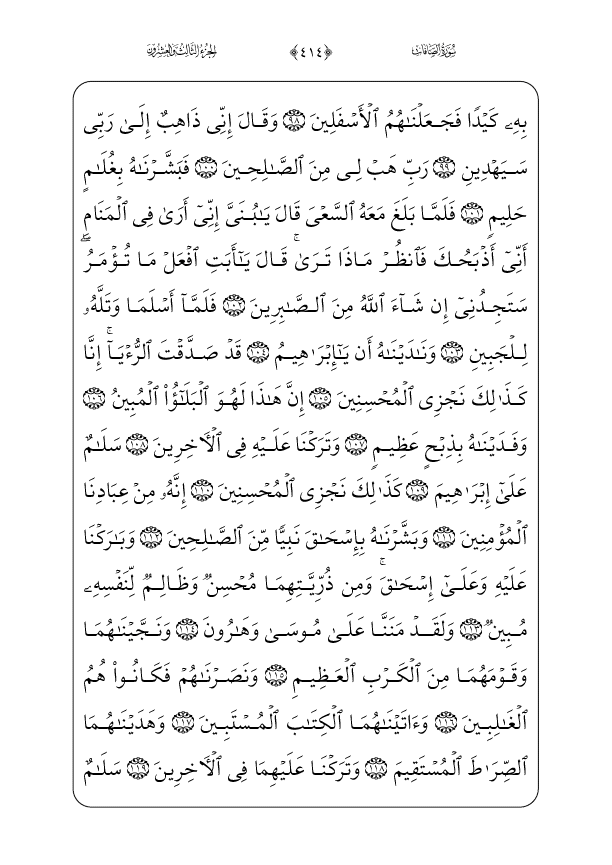 سُورَةُ الصَّافَّاتِ ﴿٤١٤﴾ الجُزءُ الثَّالِثُ وَالعِشْرُونَ
بِهِۦ كَيْدًا فَجَعَلْنَٰهُمُ ٱلْأَسْفَلِينَ ٩٨ وَقَالَ إِنِّى ذَاهِبٌ إِلَىٰ رَبِّى
سَيَهْدِينِ ٩٩ رَبِّ هَبْ لِى مِنَ ٱلصَّٰلِحِينَ ١٠٠ فَبَشَّرْنَٰهُ بِغُلَٰمٍ
حَلِيمٍ ١٠١ فَلَمَّا بَلَغَ مَعَهُ ٱلسَّعْىَ قَالَ يَٰبُنَىَّ إِنِّىٓ أَرَىٰ فِى ٱلْمَنَامِ
أَنِّىٓ أَذْبَحُكَ فَٱنظُرْ مَاذَا تَرَىٰۚ قَالَ يَٰٓأَبَتِ ٱفْعَلْ مَا تُؤْمَرُۖ
سَتَجِدُنِىٓ إِن شَآءَ ٱللَّهُ مِنَ ٱلصَّٰبِرِينَ ١٠٢ فَلَمَّآ أَسْلَمَا وَتَلَّهُۥ
لِلْجَبِينِ ١٠٣ وَنَٰدَيْنَٰهُ أَن يَٰٓإِبْرَٰهِيمُ ١٠٤ قَدْ صَدَّقْتَ ٱلرُّءْيَآۚ إِنَّا
كَذَٰلِكَ نَجْزِى ٱلْمُحْسِنِينَ ١٠٥ إِنَّ هَٰذَا لَهُوَ ٱلْبَلَٰٓؤُا۟ ٱلْمُبِينُ ١٠٦
وَفَدَيْنَٰهُ بِذِبْحٍ عَظِيمٍ ١٠٧ وَتَرَكْنَا عَلَيْهِ فِى ٱلْءَاخِرِينَ ١٠٨ سَلَٰمٌ
عَلَىٰٓ إِبْرَٰهِيمَ ١٠٩ كَذَٰلِكَ نَجْزِى ٱلْمُحْسِنِينَ ١١٠ إِنَّهُۥ مِنْ عِبَادِنَا
ٱلْمُؤْمِنِينَ ١١١ وَبَشَّرْنَٰهُ بِإِسْحَٰقَ نَبِيًّا مِّنَ ٱلصَّٰلِحِينَ ١١٢ وَبَٰرَكْنَا
عَلَيْهِ وَعَلَىٰٓ إِسْحَٰقَۚ وَمِن ذُرِّيَّتِهِمَا مُحْسِنٌ وَظَالِمٌ لِّنَفْسِهِۦ
مُبِينٌ ١١٣ وَلَقَدْ مَنَنَّا عَلَىٰ مُوسَىٰ وَهَٰرُونَ ١١٤ وَنَجَّيْنَٰهُمَا
وَقَوْمَهُمَا مِنَ ٱلْكَرْبِ ٱلْعَظِيمِ ١١٥ وَنَصَرْنَٰهُمْ فَكَانُوا۟ هُمُ
ٱلْغَٰلِبِينَ ١١٦ وَءَاتَيْنَٰهُمَا ٱلْكِتَٰبَ ٱلْمُسْتَبِينَ ١١٧ وَهَدَيْنَٰهُمَا
ٱلصِّرَٰطَ ٱلْمُسْتَقِيمَ ١١٨ وَتَرَكْنَا عَلَيْهِمَا فِى ٱلْءَاخِرِينَ ١١٩ سَلَٰمٌ